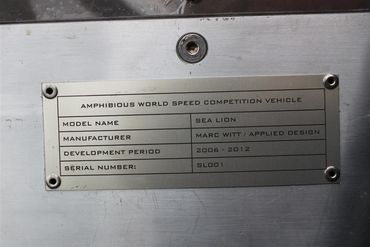 AMPHIBIOUS WORLD SPEED COMPETITION VEHICLE
MODEL NAME SEA LION
MANUFACTURER MARC WITT / APPLIED DESIGN
DEVELOPMENT PERIOD 2006 - 2012
SERIAL NUMBER: SL001